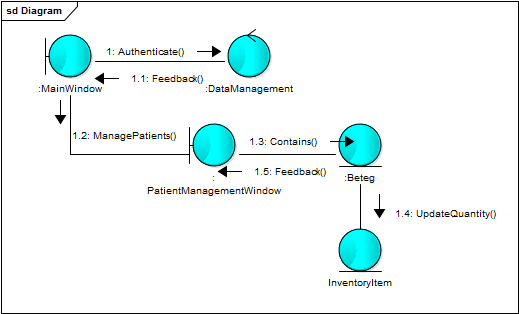 sd Diagram
1: Authenticate()
1.1: Feedback()
:MainWindow
:DataManagement
1.2: ManagePatients()
1.3: Contains()
1.5: Feedback()
:
PatientManagementWindow
:Beteg
1.4: UpdateQuantity()
InventoryItem